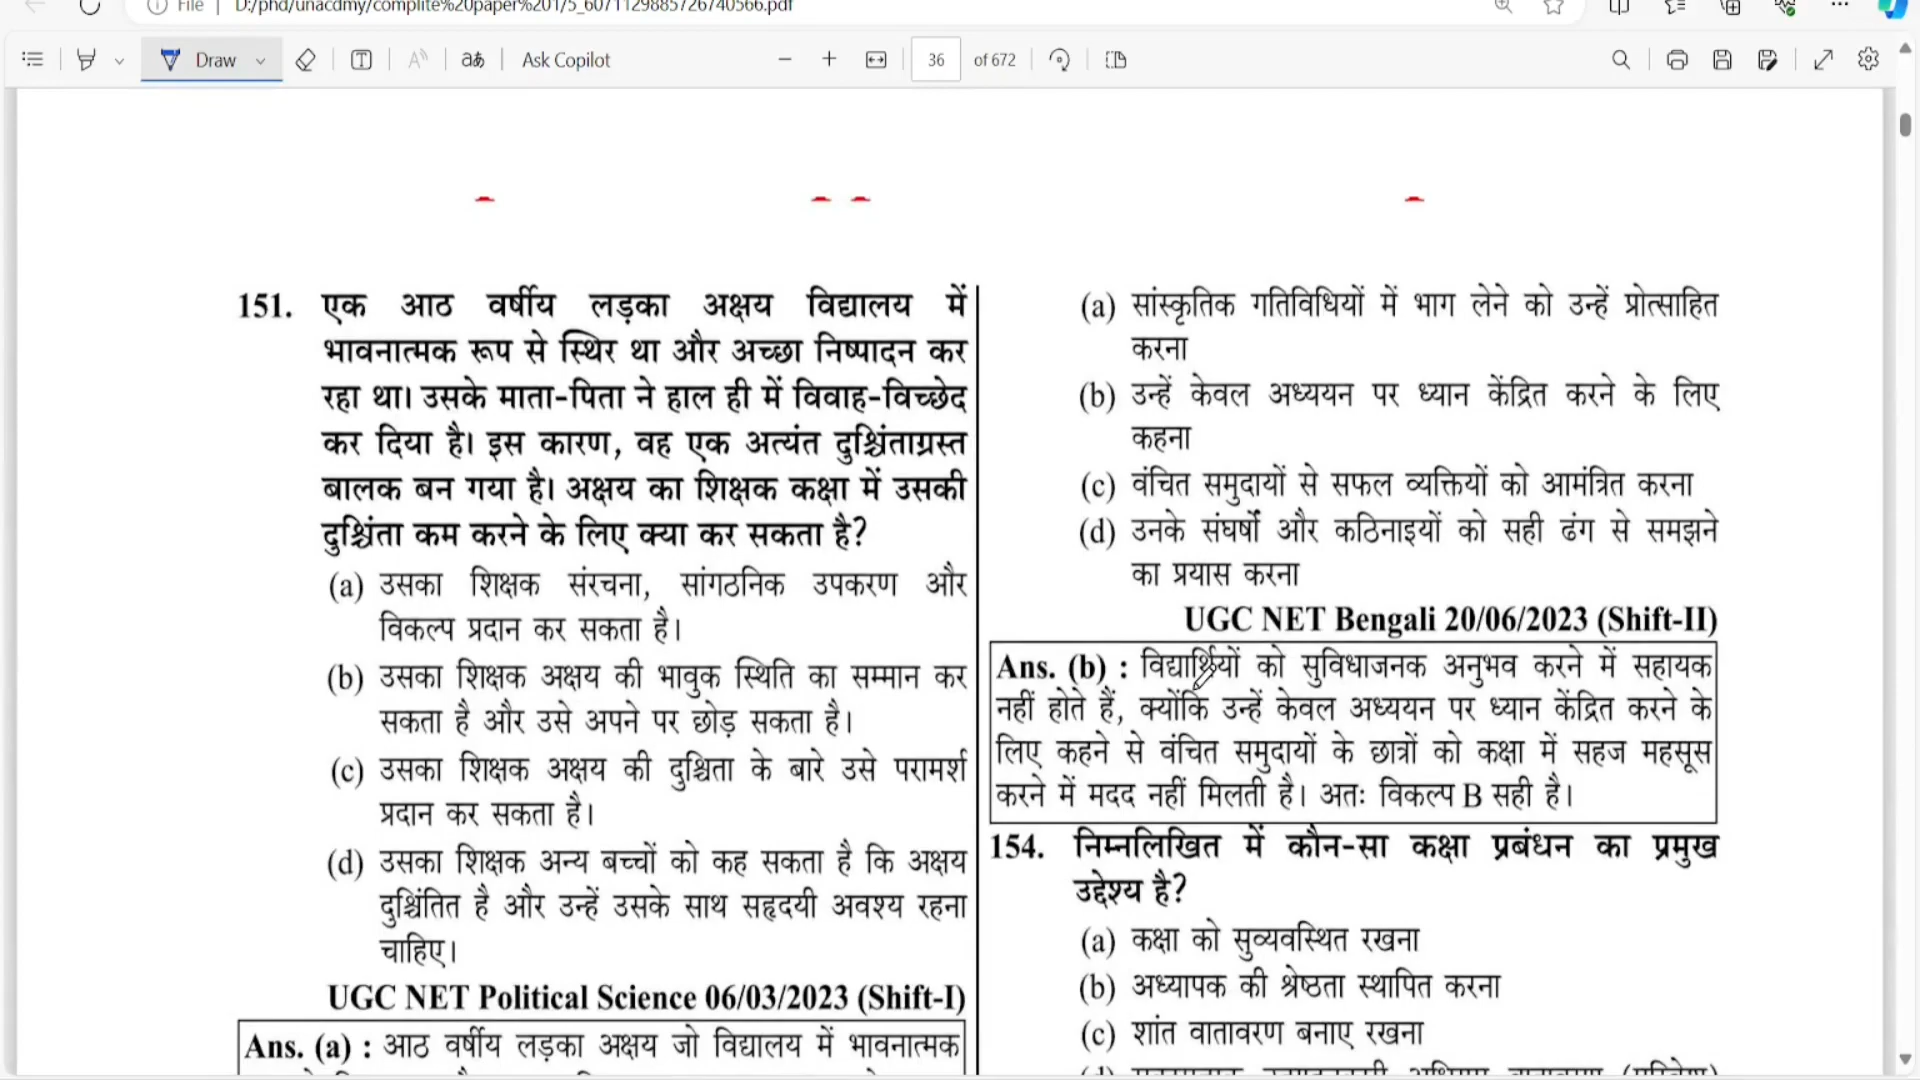 File
D:/phd/unacdmy/complite%20paper%201/5_6071129885726740566.pdf
Draw
Ask Copilot
36 of 672
151. एक आठ वर्षीय लड़का अक्षय विद्यालय में
भावनात्मक रूप से स्थिर था और अच्छा निष्पादन कर
रहा था। उसके माता-पिता ने हाल ही में विवाह-विच्छेद
कर दिया है। इस कारण, वह एक अत्यंत दुश्चिंताग्रस्त
बालक बन गया है। अक्षय का शिक्षक कक्षा में उसकी
दुश्चिंता कम करने के लिए क्या कर सकता है?
(a) उसका शिक्षक संरचना, सांगठनिक उपकरण और
विकल्प प्रदान कर सकता है।
(b) उसका शिक्षक अक्षय की भावुक स्थिति का सम्मान कर
सकता है और उसे अपने पर छोड़ सकता है।
(c) उसका शिक्षक अक्षय की दुश्चिता के बारे उसे परामर्श
प्रदान कर सकता है।
(d) उसका शिक्षक अन्य बच्चों को कह सकता है कि अक्षय
दुश्चिंतित है और उन्हें उसके साथ सहृदयी अवश्य रहना
चाहिए।
UGC NET Political Science 06/03/2023 (Shift-I)
Ans. (a) : आठ वर्षीय लड़का अक्षय जो विद्यालय में भावनात्मक
(a) सांस्कृतिक गतिविधियों में भाग लेने को उन्हें प्रोत्साहित
करना
(b) उन्हें केवल अध्ययन पर ध्यान केंद्रित करने के लिए
कहना
(c) वंचित समुदायों से सफल व्यक्तियों को आमंत्रित करना
(d) उनके संघर्षों और कठिनाइयों को सही ढंग से समझने
का प्रयास करना
UGC NET Bengali 20/06/2023 (Shift-II)
Ans. (b) : विद्यार्थियों को सुविधाजनक अनुभव करने में सहायक
नहीं होते हैं, क्योंकि उन्हें केवल अध्ययन पर ध्यान केंद्रित करने के
लिए कहने से वंचित समुदायों के छात्रों को कक्षा में सहज महसूस
करने में मदद नहीं मिलती है। अतः विकल्प B सही है।
154. निम्नलिखित में कौन-सा कक्षा प्रबंधन का प्रमुख
उद्देश्य है?
(a) कक्षा को सुव्यवस्थित रखना
(b) अध्यापक की श्रेष्ठता स्थापित करना
(c) शांत वातावरण बनाए रखना